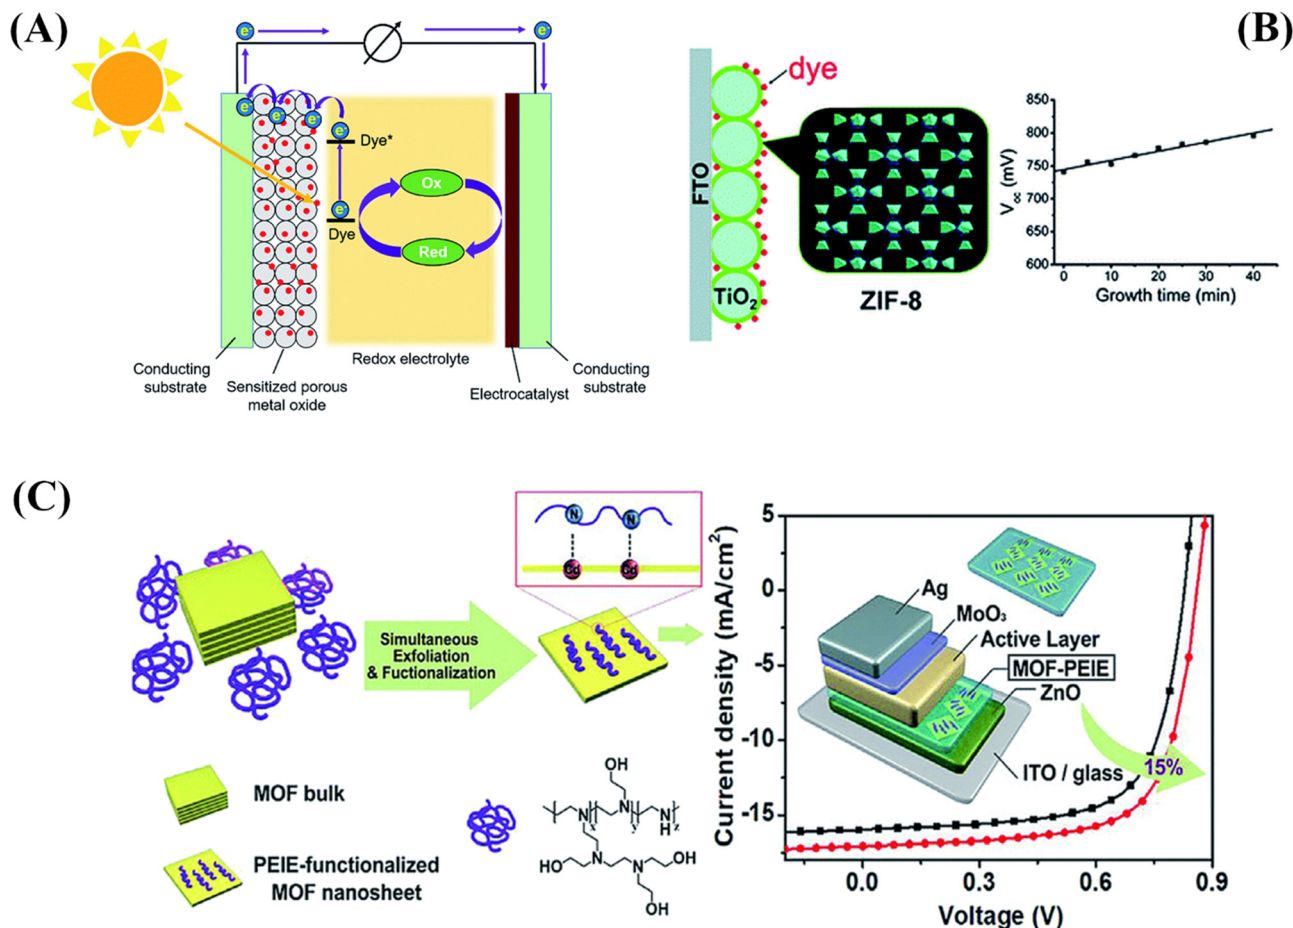 (A)
e-
e-
e-
e-
e-
e-
Dye*
e-
Dye
Ox
Red
Conducting
substrate
Sensitized porous
metal oxide
Redox electrolyte
Electrocatalyst
Conducting
substrate
(B)
dye
FTO
TiO2
ZIF-8
850
800
750
700
650
600
Voc (mV)
0
10
20
30
40
Growth time (min)
(C)
Simultaneous
Exfoliation
& Fuctionalization
N
N
Cd
Cd
MOF bulk
PEIE-functionalized
MOF nanosheet
OH
N
x
N
y
N
H
z
HO
N
N
OH
OH
5
0
-5
-10
-15
Current density (mA/cm2)
Ag
MoO3
Active Layer
MOF-PEIE
ZnO
ITO / glass
15%
0.0
0.3
0.6
0.9
Voltage (V)